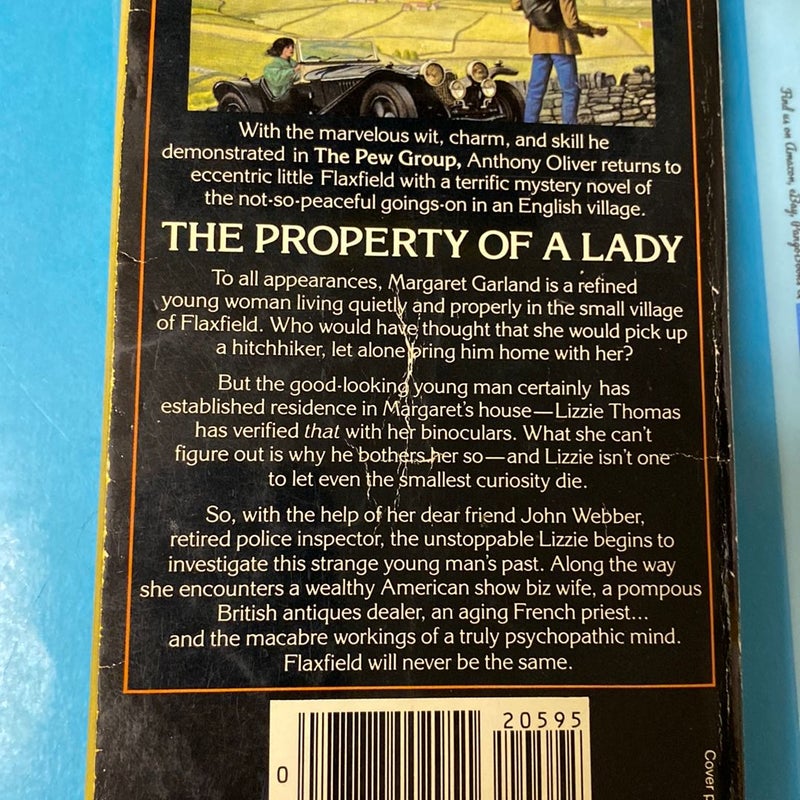 With the marvelous wit, charm, and skill he
demonstrated in The Pew Group, Anthony Oliver returns to
eccentric little Flaxfield with a terrific mystery novel of
the not-so-peaceful goings-on in an English village.
THE PROPERTY OF A LADY
To all appearances, Margaret Garland is a refined
young woman living quietly and properly in the small village
of Flaxfield. Who would have thought that she would pick up
a hitchhiker, let alone bring him home with her?
But the good-looking young man certainly has
established residence in Margaret's house—Lizzie Thomas
has verified that with her binoculars. What she can't
figure out is why he bothers her so—and Lizzie isn't one
to let even the smallest curiosity die.
So, with the help of her dear friend John Webber,
retired police inspector, the unstoppable Lizzie begins to
investigate this strange young man's past. Along the way
she encounters a wealthy American show biz wife, a pompous
British antiques dealer, an aging French priest...
and the macabre workings of a truly psychopathic mind.
Flaxfield will never be the same.
20595
0
Cover
Find us on Amazon, eBay,